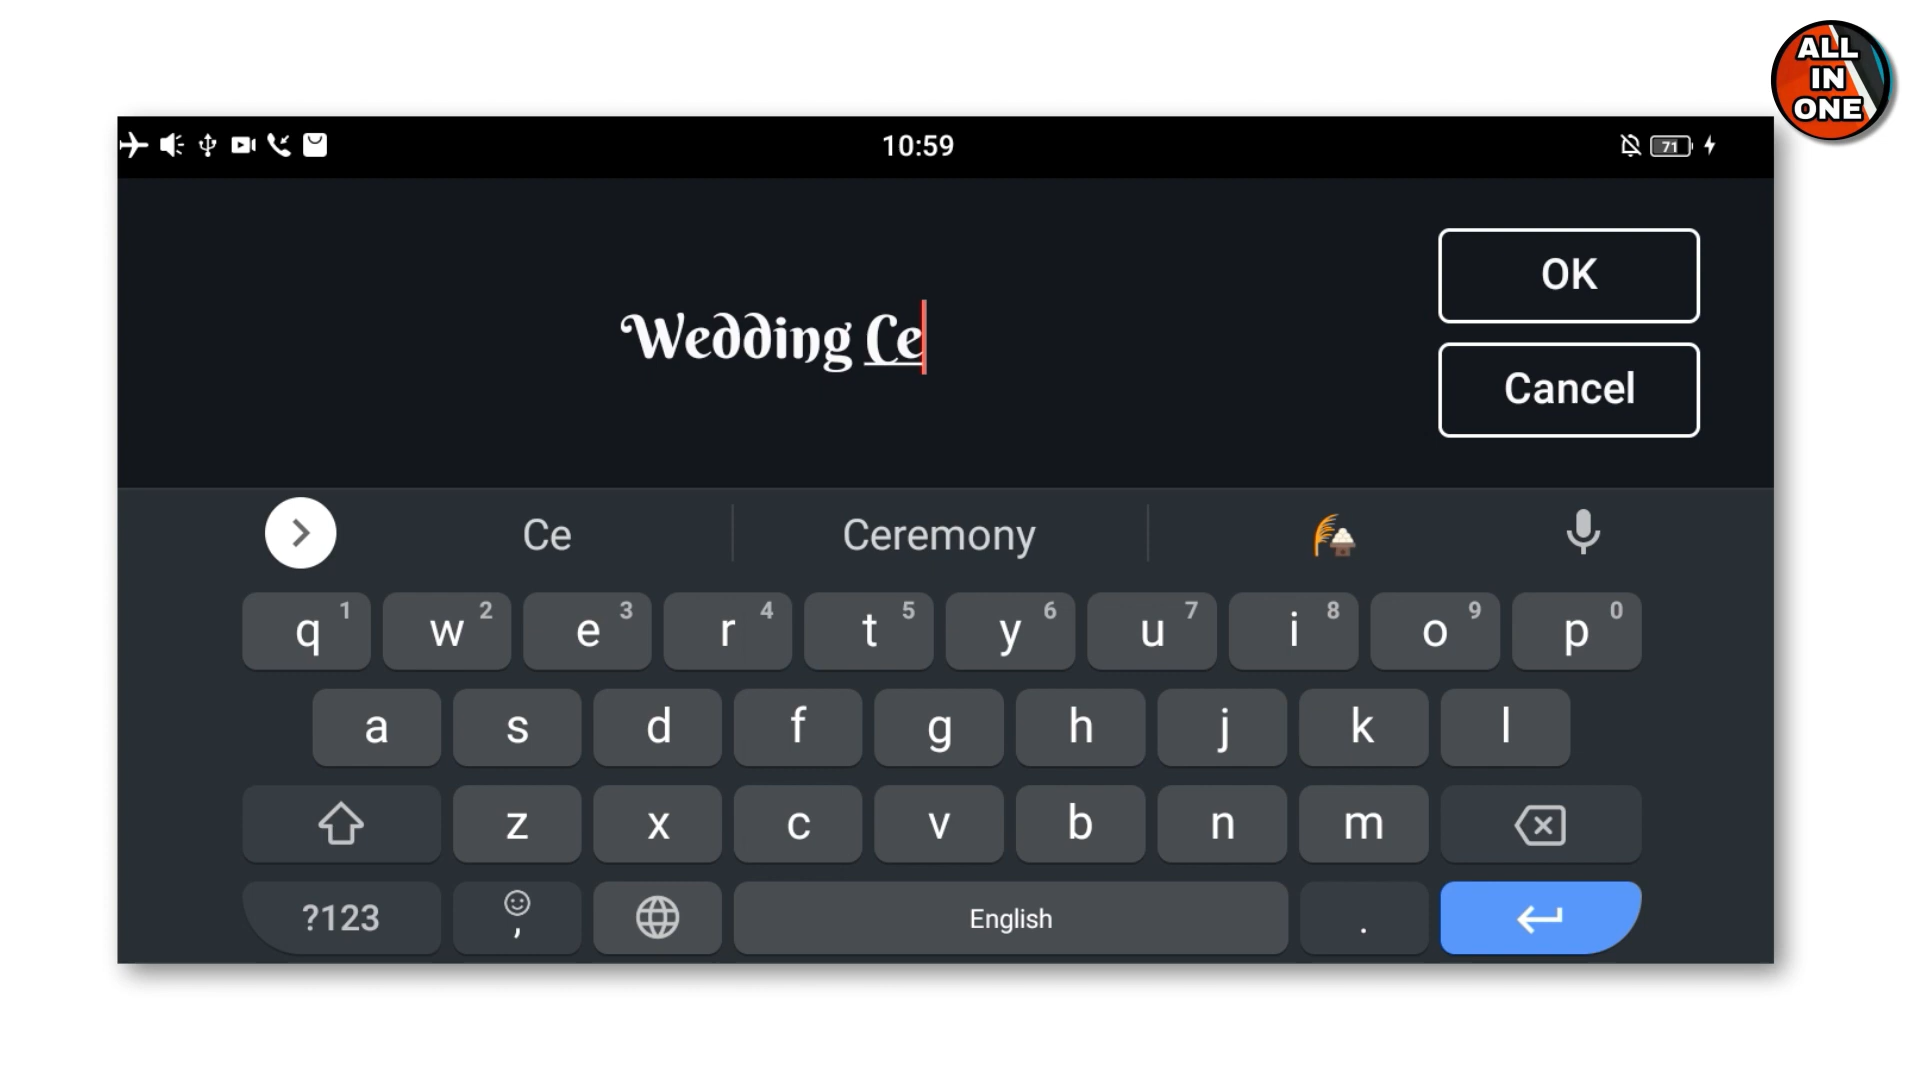 ALL
IN
ONE
10:59
71
OK
Wedding Ce
Cancel
Ce Ceremony
q 1 w 2 e 3 r 4 t 5 y 6 u 7 i 8 o 9 p 0
a s d f g h j k l
z x c v b n m
?123 , English .